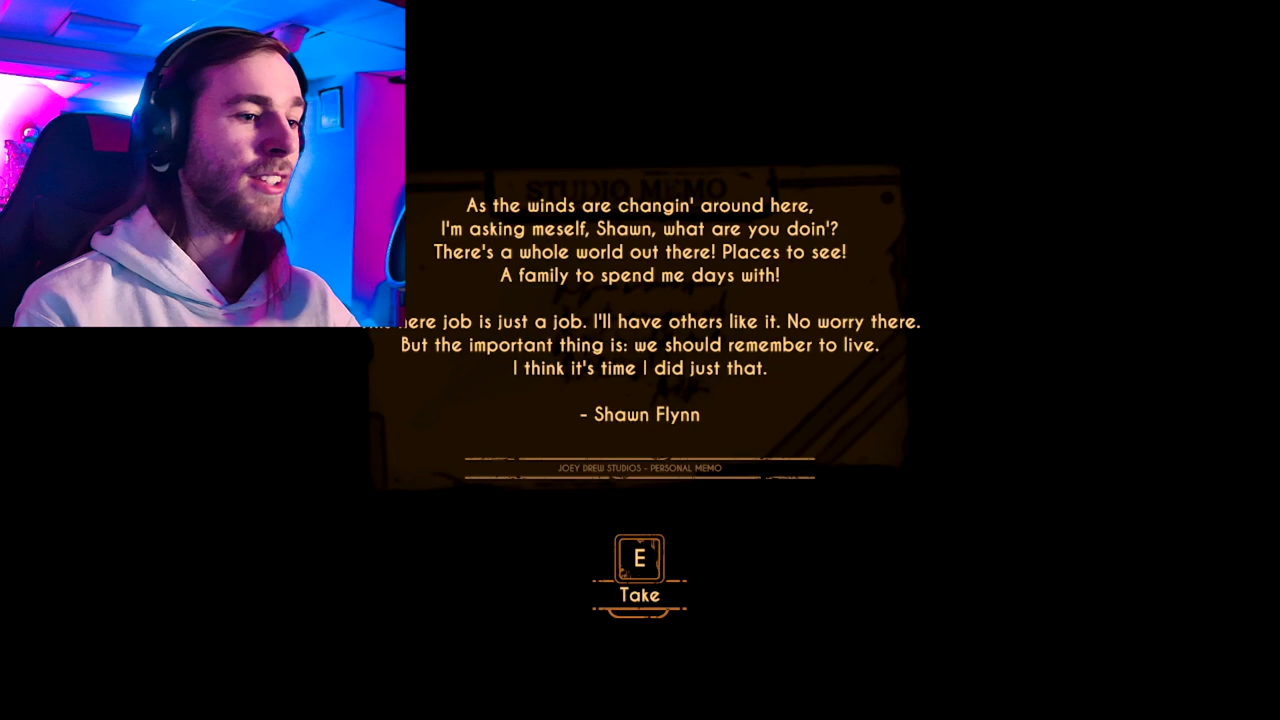 STUDIO MEMO
As the winds are changin' around here,
I'm asking meself, Shawn, what are you doin'?
There's a whole world out there! Places to see!
A family to spend me days with!
here job is just a job. I'll have others like it. No worry there.
But the important thing is: we should remember to live.
I think it's time I did just that.
- Shawn Flynn
JOEY DREW STUDIOS - PERSONAL MEMO
E
Take